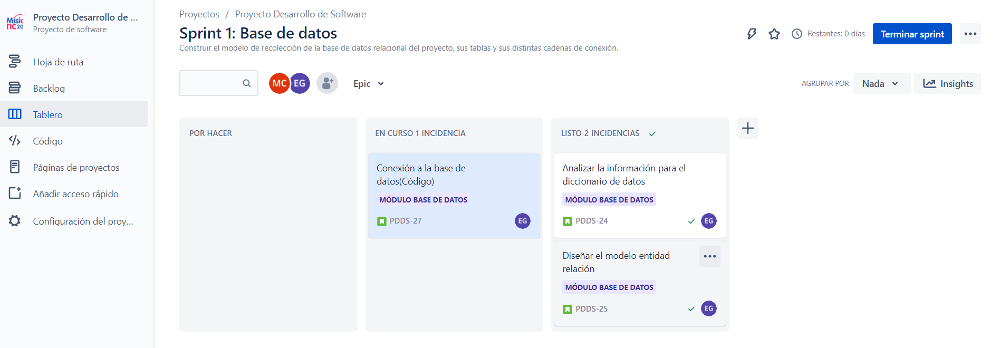 Misic
TIC20
Proyecto Desarrollo de ...
Proyecto de software
Hoja de ruta
Backlog
Tablero
Código
Páginas de proyectos
Añadir acceso rápido
Configuración del proy...
Proyectos / Proyecto Desarrollo de Software
Sprint 1: Base de datos
Construir el modelo de recolección de la base de datos relacional del proyecto, sus tablas y sus distintas cadenas de conexión.
Restantes: 0 días
Terminar sprint
MC
EG
Epic
AGRUPAR POR
Nada
Insights
POR HACER
EN CURSO 1 INCIDENCIA
Conexión a la base de
datos(Código)
MÓDULO BASE DE DATOS
PDDS-27
EG
LISTO 2 INCIDENCIAS
Analizar la información para el
diccionario de datos
MÓDULO BASE DE DATOS
PDDS-24
EG
Diseñar el modelo entidad
relación
MÓDULO BASE DE DATOS
PDDS-25
EG